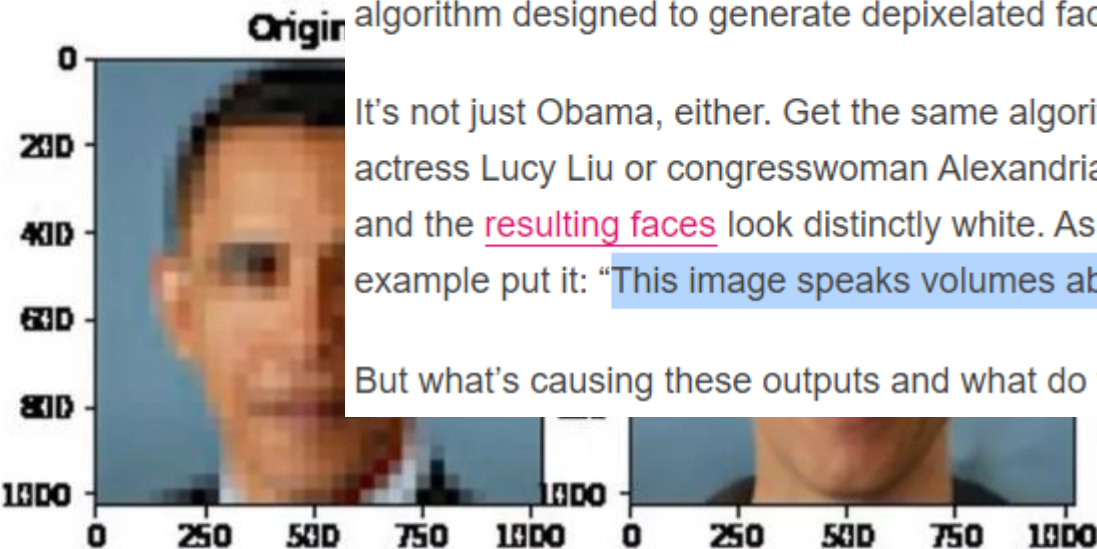 Origin
algorithm designed to generate depixelated fac
It’s not just Obama, either. Get the same algori
actress Lucy Liu or congresswoman Alexandria
and the resulting faces look distinctly white. As
example put it: “This image speaks volumes ab
But what’s causing these outputs and what do
0
200
400
600
800
1000
0 250 500 750 1000
1000
0 250 500 750 1000